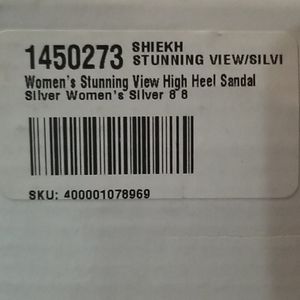 1450273 SHIEKH
STUNNING VIEW/SILVI
Women's Stunning View High Heel Sandal
Silver Women's Silver 8 8
SKU: 400001078969